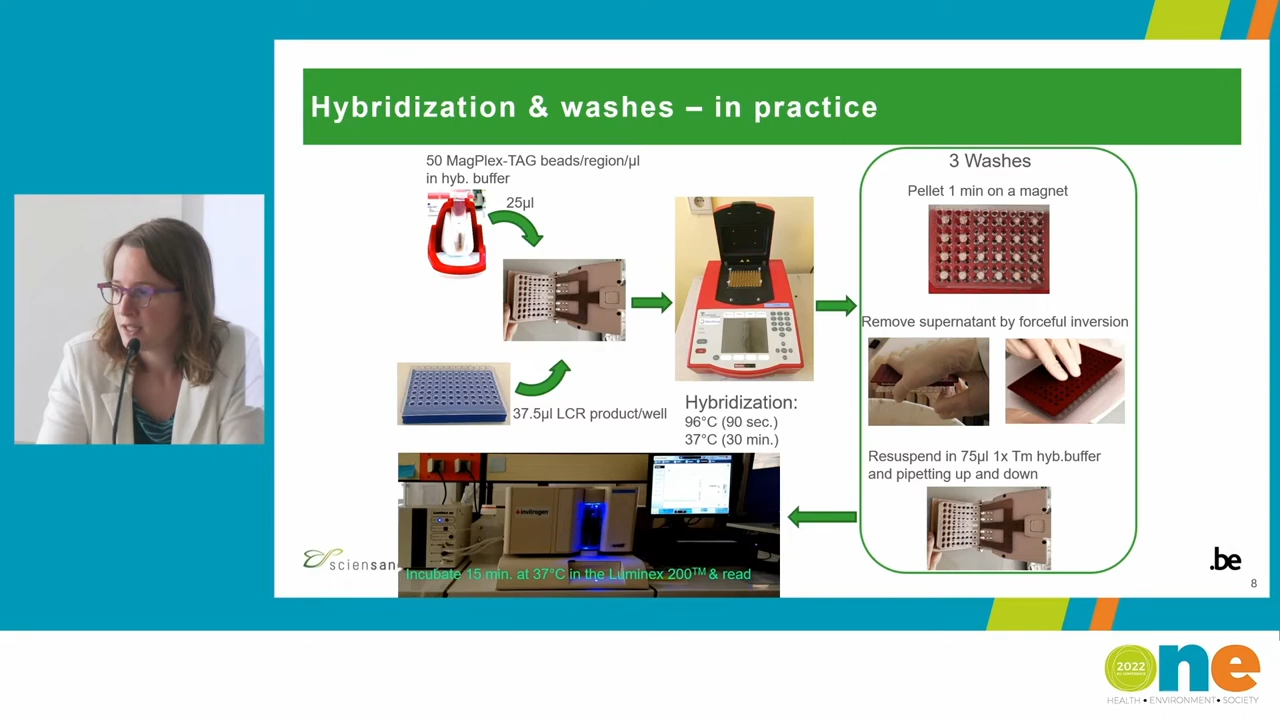 Hybridization & washes – in practice
50 MagPlex-TAG beads/region/µl
in hyb. buffer
25µl
37.5µl LCR product/well
Hybridization:
96°C (90 sec.)
37°C (30 min.)
3 Washes
Pellet 1 min on a magnet
Remove supernatant by forceful inversion
Resuspend in 75µl 1x Tm hyb.buffer
and pipetting up and down
invitrogen
Incubate 15 min. at 37°C in the Luminex 200TM & read
sciensan
.be
8
2022
one
HEALTH • ENVIRONMENT • SOCIETY